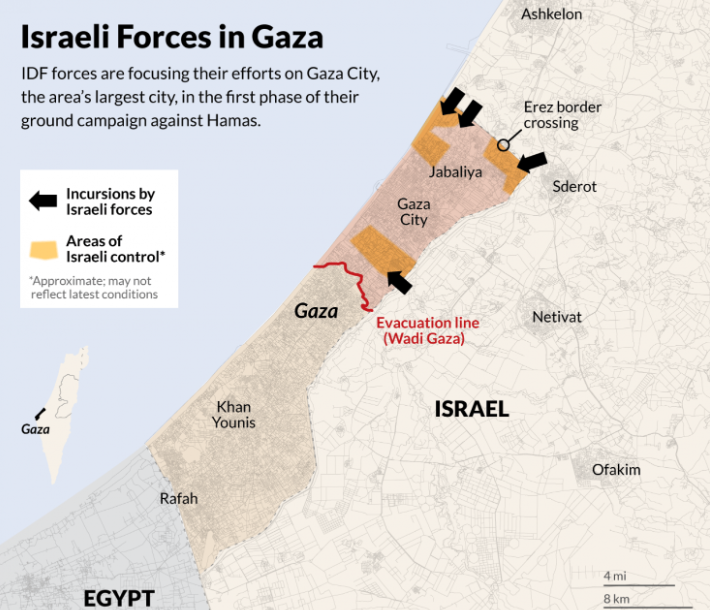 Israeli Forces in Gaza
IDF forces are focusing their efforts on Gaza City,
the area's largest city, in the first phase of their
ground campaign against Hamas.
Incursions by
Israeli forces
Areas of
Israeli control*
*Approximate; may not
reflect latest conditions
Ashkelon
Erez border
crossing
Jabaliya
Sderot
Gaza
City
Gaza
Evacuation line
(Wadi Gaza)
Netivat
ISRAEL
Khan
Younis
Gaza
Ofakim
Rafah
EGYPT
4 mi
8 km